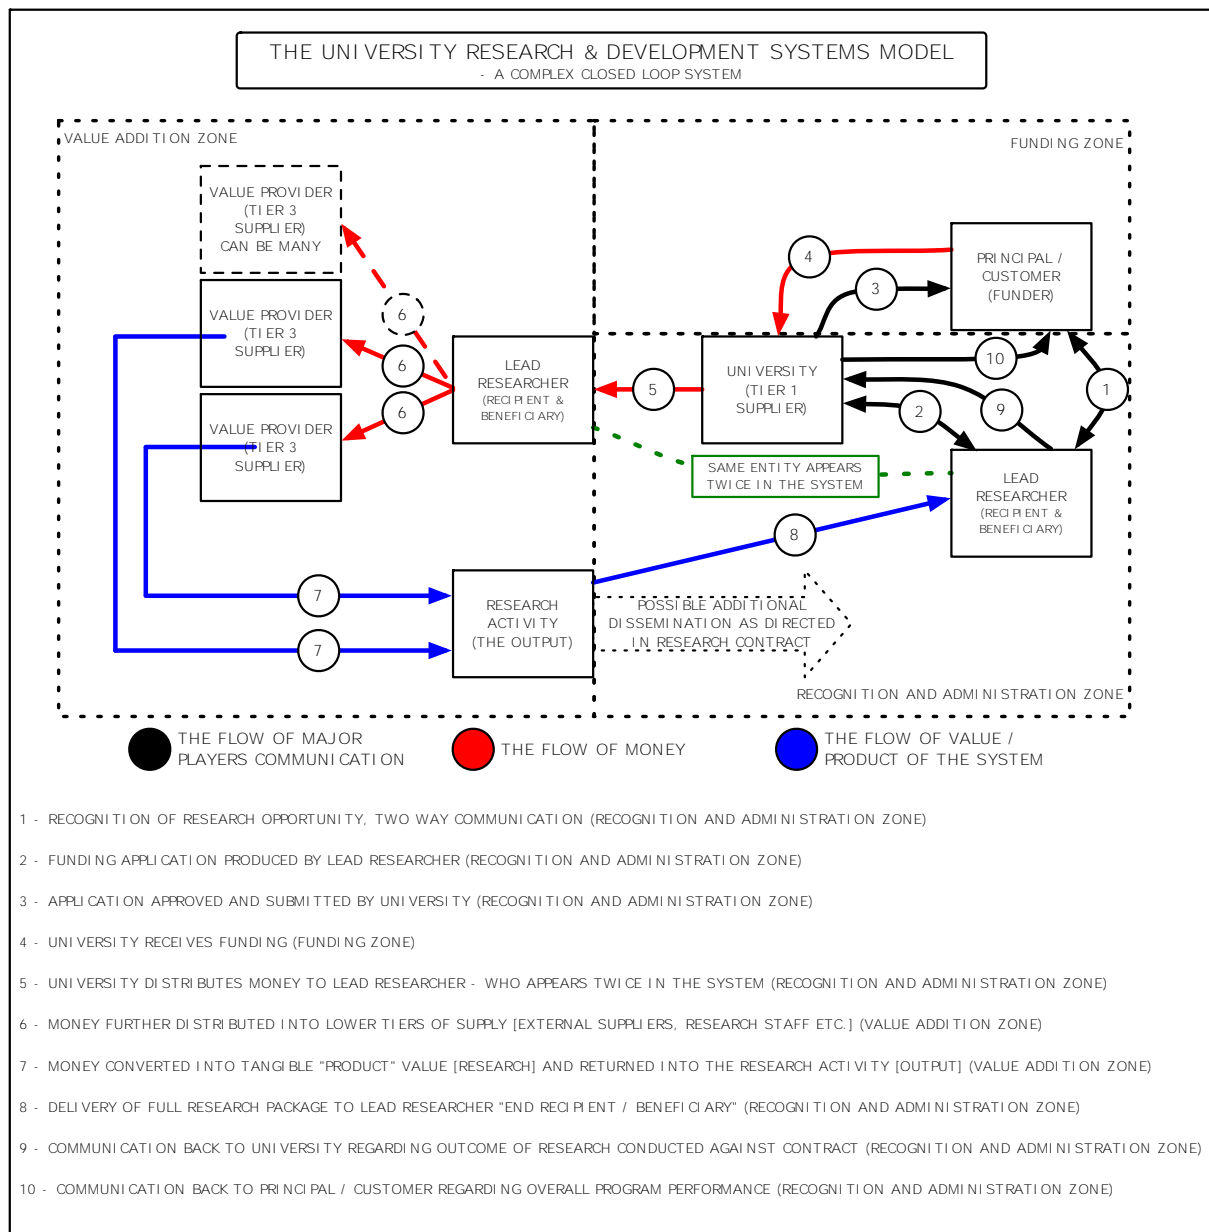 THE UNIVERSITY RESEARCH & DEVELOPMENT SYSTEMS MODEL
- A COMPLEX CLOSED LOOP SYSTEM
VALUE ADDITION ZONE
FUNDING ZONE
VALUE PROVIDER
(TIER 3
SUPPLIER)
CAN BE MANY
VALUE PROVIDER
(TIER 3
SUPPLIER)
VALUE PROVIDER
(TIER 3
SUPPLIER)
6
6
6
LEAD
RESEARCHER
(RECIPIENT &
BENEFICIARY)
5
UNIVERSITY
(TIER 1
SUPPLIER)
4
3
PRINCIPAL /
CUSTOMER
(FUNDER)
10
1
9
2
SAME ENTITY APPEARS
TWICE IN THE SYSTEM
LEAD
RESEARCHER
(RECIPIENT &
BENEFICIARY)
8
7
7
RESEARCH
ACTIVITY
(THE OUTPUT)
POSSIBLE ADDITIONAL
DISSEMINATION AS DIRECTED
IN RESEARCH CONTRACT
RECOGNITION AND ADMINISTRATION ZONE
THE FLOW OF MAJOR
PLAYERS COMMUNICATION
THE FLOW OF MONEY
THE FLOW OF VALUE /
PRODUCT OF THE SYSTEM
1 - RECOGNITION OF RESEARCH OPPORTUNITY, TWO WAY COMMUNICATION (RECOGNITION AND ADMINISTRATION ZONE)
2 - FUNDING APPLICATION PRODUCED BY LEAD RESEARCHER (RECOGNITION AND ADMINISTRATION ZONE)
3 - APPLICATION APPROVED AND SUBMITTED BY UNIVERSITY (RECOGNITION AND ADMINISTRATION ZONE)
4 - UNIVERSITY RECEIVES FUNDING (FUNDING ZONE)
5 - UNIVERSITY DISTRIBUTES MONEY TO LEAD RESEARCHER - WHO APPEARS TWICE IN THE SYSTEM (RECOGNITION AND ADMINISTRATION ZONE)
6 - MONEY FURTHER DISTRIBUTED INTO LOWER TIERS OF SUPPLY [EXTERNAL SUPPLIERS, RESEARCH STAFF ETC.] (VALUE ADDITION ZONE)
7 - MONEY CONVERTED INTO TANGIBLE "PRODUCT" VALUE [RESEARCH] AND RETURNED INTO THE RESEARCH ACTIVITY [OUTPUT] (VALUE ADDITION ZONE)
8 - DELIVERY OF FULL RESEARCH PACKAGE TO LEAD RESEARCHER "END RECIPIENT / BENEFICIARY" (RECOGNITION AND ADMINISTRATION ZONE)
9 - COMMUNICATION BACK TO UNIVERSITY REGARDING OUTCOME OF RESEARCH CONDUCTED AGAINST CONTRACT (RECOGNITION AND ADMINISTRATION ZONE)
10 - COMMUNICATION BACK TO PRINCIPAL / CUSTOMER REGARDING OVERALL PROGRAM PERFORMANCE (RECOGNITION AND ADMINISTRATION ZONE)